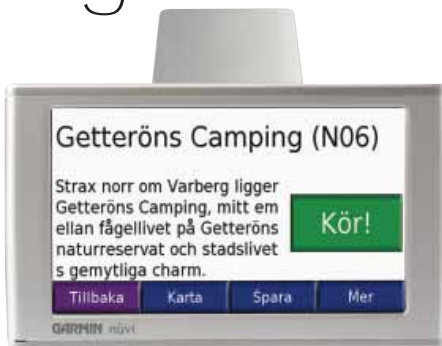 Getteröns Camping (N06)
Strax norr om Varberg ligger
Getteröns Camping, mitt em
ellan fågellivet på Getteröns
naturreservat och stadslivet
s gemytliga charm.
Kör!
Tillbaka Karta Spara Mer
GARMIN nüvi